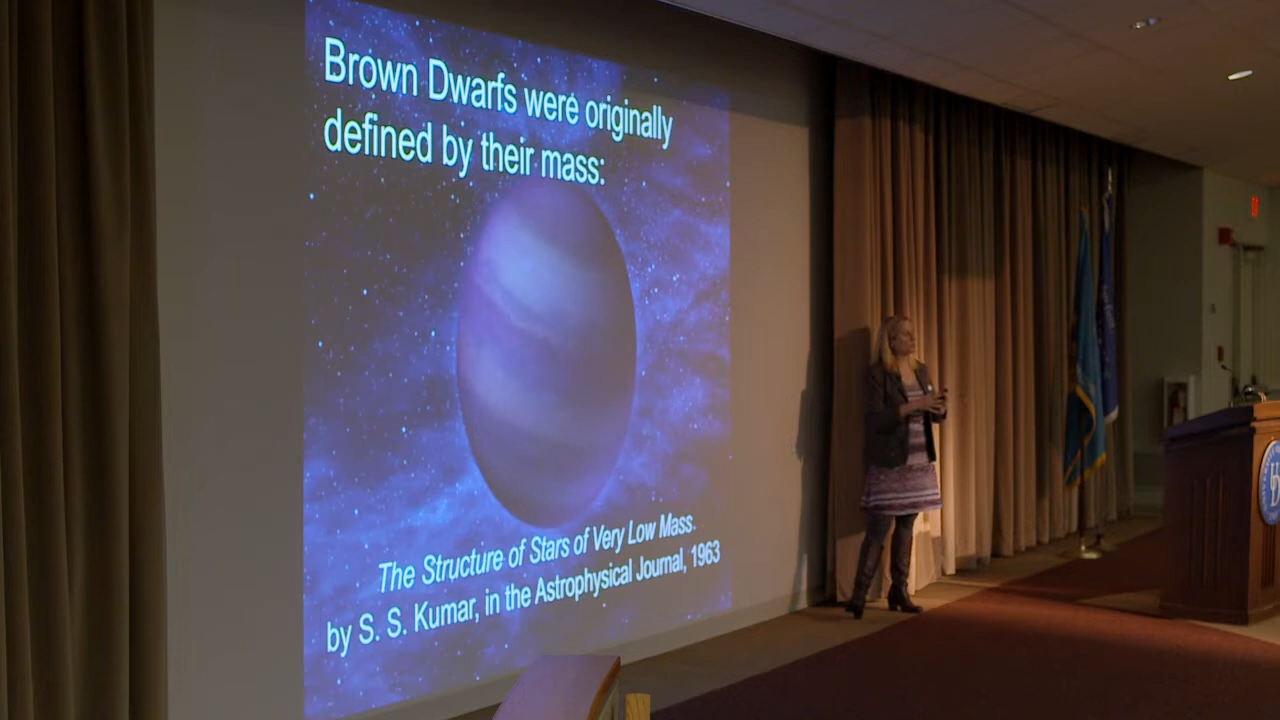 Brown Dwarfs were originally
defined by their mass:
The Structure of Stars of Very Low Mass.
by S. S. Kumar, in the Astrophysical Journal, 1963